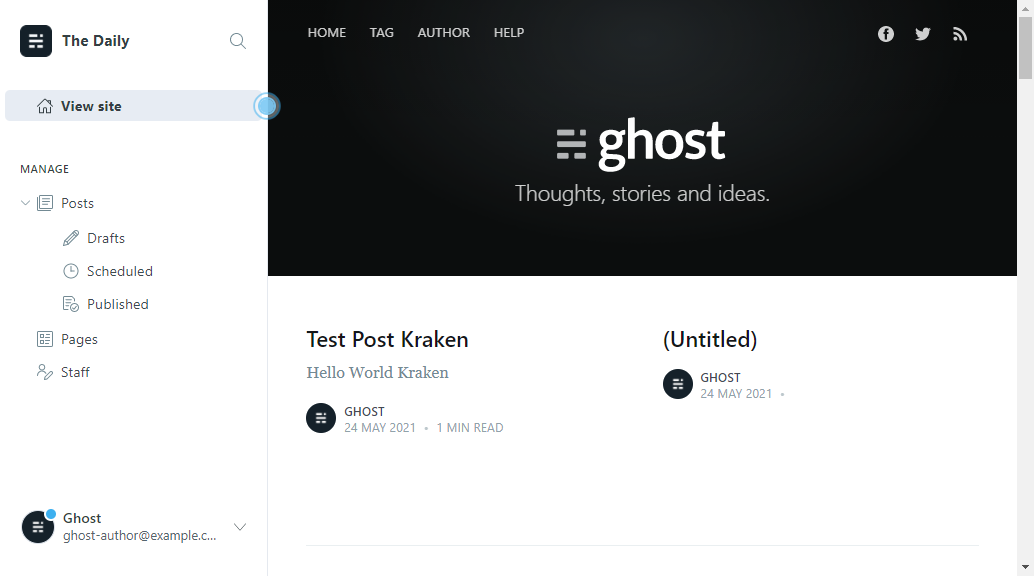 The Daily
View site
MANAGE
Posts
Drafts
Scheduled
Published
Pages
Staff
Ghost
ghost-author@example.c...
HOME TAG AUTHOR HELP
ghost
Thoughts, stories and ideas.
Test Post Kraken
Hello World Kraken
GHOST
24 MAY 2021 • 1 MIN READ
(Untitled)
GHOST
24 MAY 2021 •